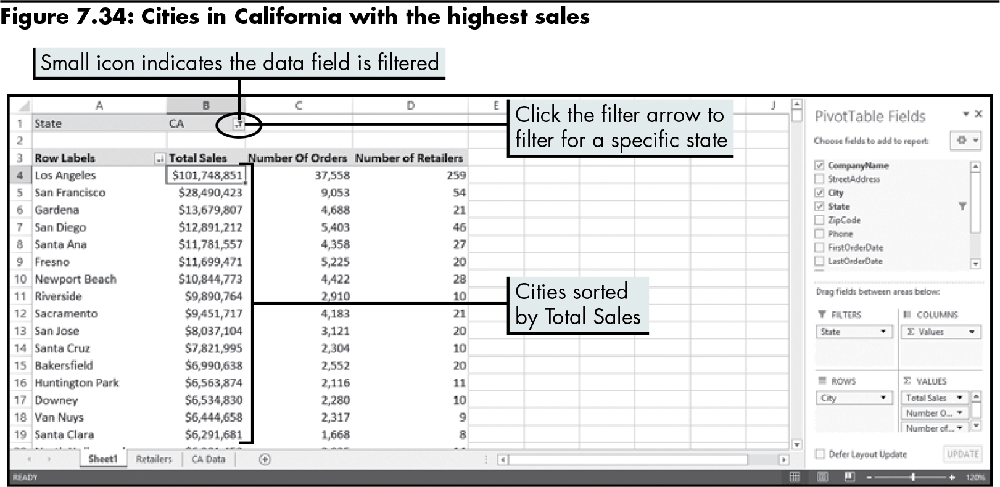 Figure 7.34: Cities in California with the highest sales
Small icon indicates the data field is filtered
A B C D E J
1 State CA
Click the filter arrow to
filter for a specific state
2
3 Row Labels Total Sales Number Of Orders Number of Retailers
4 Los Angeles $101,748,851 37,558 259
5 San Francisco $28,490,423 9,053 54
6 Gardena $13,679,807 4,688 21
7 San Diego $12,891,212 5,403 46
8 Santa Ana $11,781,557 4,358 27
9 Fresno $11,699,471 5,225 20
10 Newport Beach $10,844,773 4,422 28
11 Riverside $9,890,764 2,910 10
12 Sacramento $9,451,717 4,183 21
13 San Jose $8,037,104 3,121 20
14 Santa Cruz $7,821,995 2,304 10
15 Bakersfield $6,990,638 2,552 20
16 Huntington Park $6,563,874 2,116 11
17 Downey $6,534,830 2,280 10
18 Van Nuys $6,444,658 2,317 9
19 Santa Clara $6,291,681 1,668 8
Cities sorted
by Total Sales
Sheet1 Retailers CA Data
READY
PivotTable Fields
Choose fields to add to report:
CompanyName
StreetAddress
City
State
ZipCode
Phone
FirstOrderDate
LastOrderDate
Drag fields between areas below:
FILTERS
State
COLUMNS
Σ Values
ROWS
City
Σ VALUES
Total Sales
Number O...
Number of...
Defer Layout Update UPDATE
120%